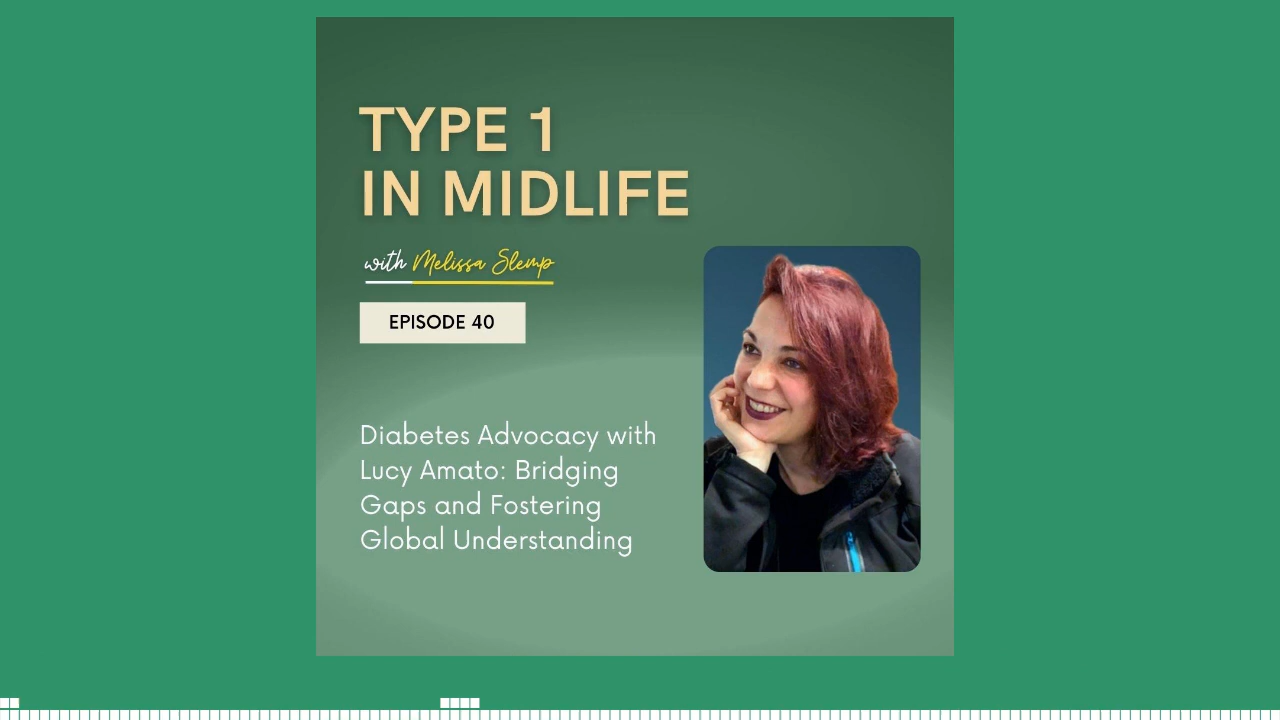 TYPE 1
IN MIDLIFE
with Melissa Slemp
EPISODE 40
Diabetes Advocacy with
Lucy Amato: Bridging
Gaps and Fostering
Global Understanding